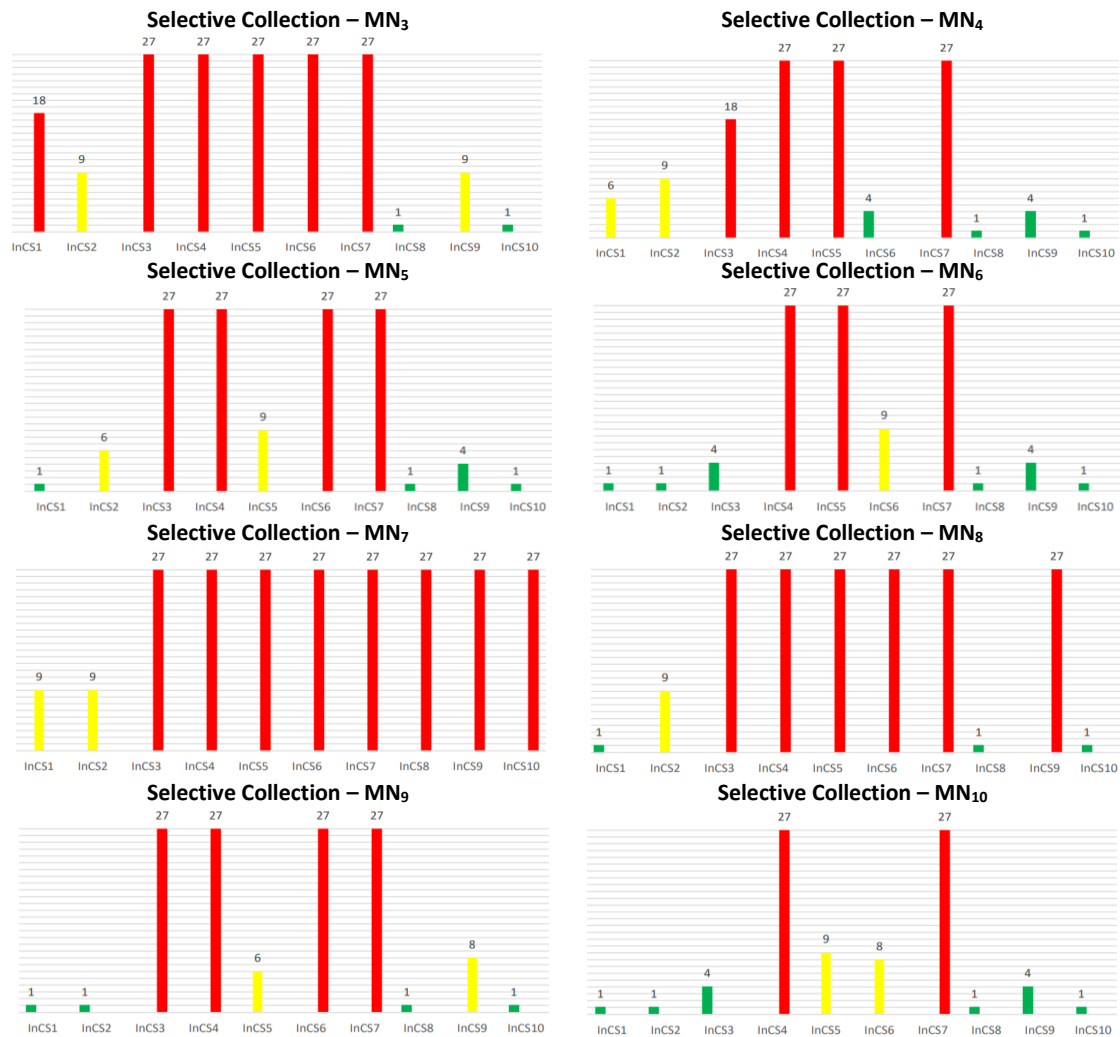 Selective Collection – MN₃
27 27 27 27 27
18
9 9
1 1
InCS1 InCS2 InCS3 InCS4 InCS5 InCS6 InCS7 InCS8 InCS9 InCS10
Selective Collection – MN₄
27 27 27
18
6 9
4 4
1 1
InCS1 InCS2 InCS3 InCS4 InCS5 InCS6 InCS7 InCS8 InCS9 InCS10
Selective Collection – MN₅
27 27 27 27
9
6
4
1 1 1
InCS1 InCS2 InCS3 InCS4 InCS5 InCS6 InCS7 InCS8 InCS9 InCS10
Selective Collection – MN₆
27 27 27
9
4 4
1 1 1 1
InCS1 InCS2 InCS3 InCS4 InCS5 InCS6 InCS7 InCS8 InCS9 InCS10
Selective Collection – MN₇
27 27 27 27 27 27 27 27
9 9
InCS1 InCS2 InCS3 InCS4 InCS5 InCS6 InCS7 InCS8 InCS9 InCS10
Selective Collection – MN₈
27 27 27 27 27 27
9
1 1 1
InCS1 InCS2 InCS3 InCS4 InCS5 InCS6 InCS7 InCS8 InCS9 InCS10
Selective Collection – MN₉
27 27 27 27
8
6
1 1 1 1
InCS1 InCS2 InCS3 InCS4 InCS5 InCS6 InCS7 InCS8 InCS9 InCS10
Selective Collection – MN₁₀
27 27
9 8
4 4
1 1 1 1
InCS1 InCS2 InCS3 InCS4 InCS5 InCS6 InCS7 InCS8 InCS9 InCS10